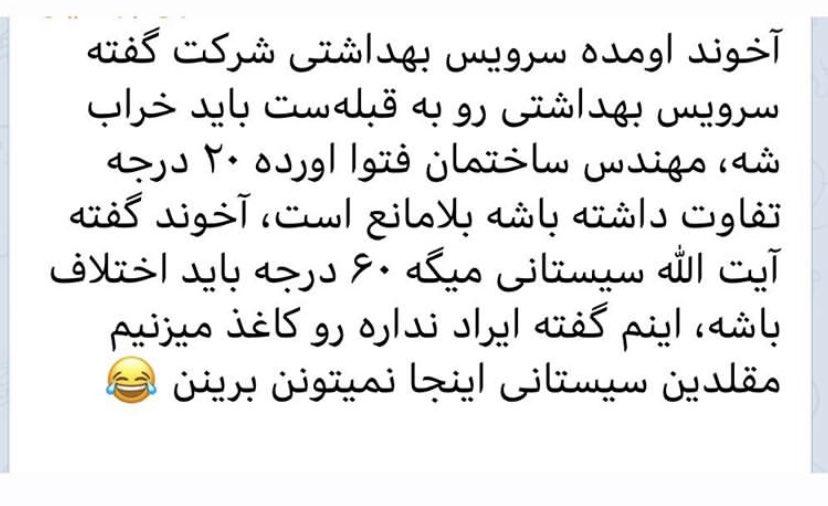 آخوند اومده سرویس بهداشتی شرکت گفته
سرویس بهداشتی رو به قبله‌ست باید خراب
شه، مهندس ساختمان فتوا اورده ۲۰ درجه
تفاوت داشته باشه بلامانع است، آخوند گفته
آیت الله سیستانی میگه ۶۰ درجه باید اختلاف
باشه، اینم گفته ایراد نداره رو کاغذ میزنیم
مقلدین سیستانی اینجا نمیتونن برینن 😂